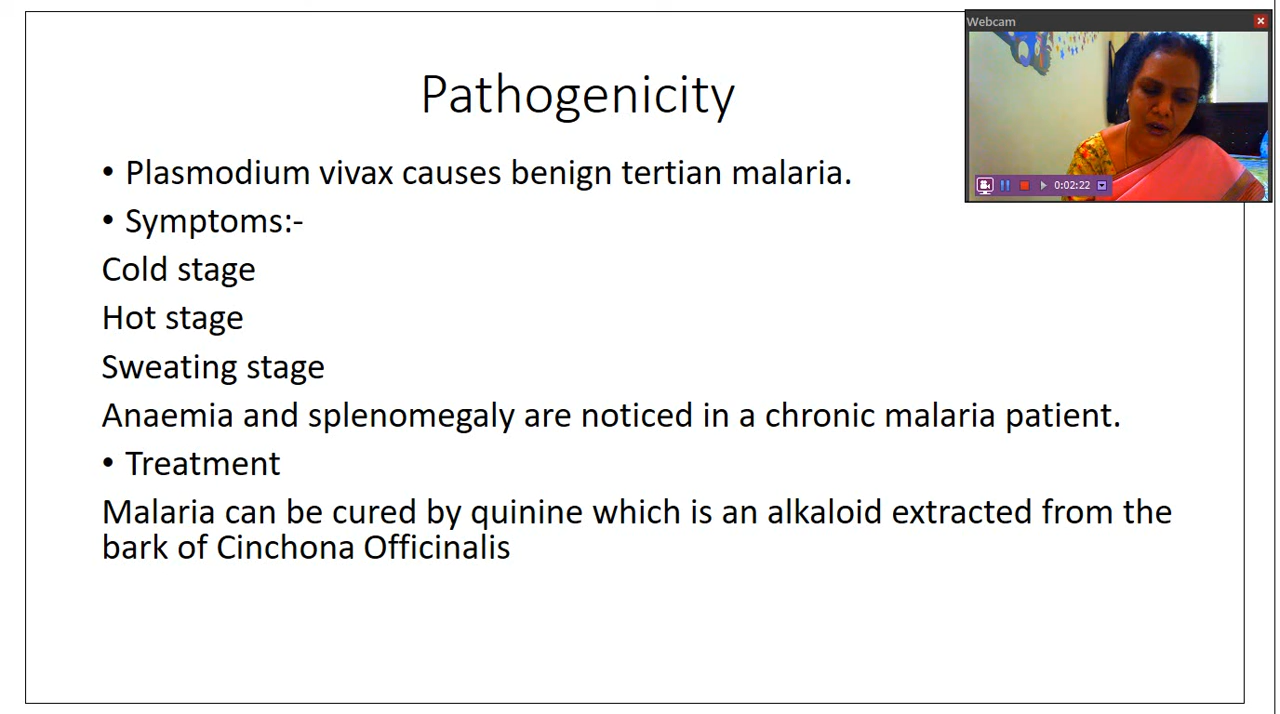 Webcam
Pathogenicity
• Plasmodium vivax causes benign tertian malaria.
0:02:22
• Symptoms:-
Cold stage
Hot stage
Sweating stage
Anaemia and splenomegaly are noticed in a chronic malaria patient.
• Treatment
Malaria can be cured by quinine which is an alkaloid extracted from the
bark of Cinchona Officinalis